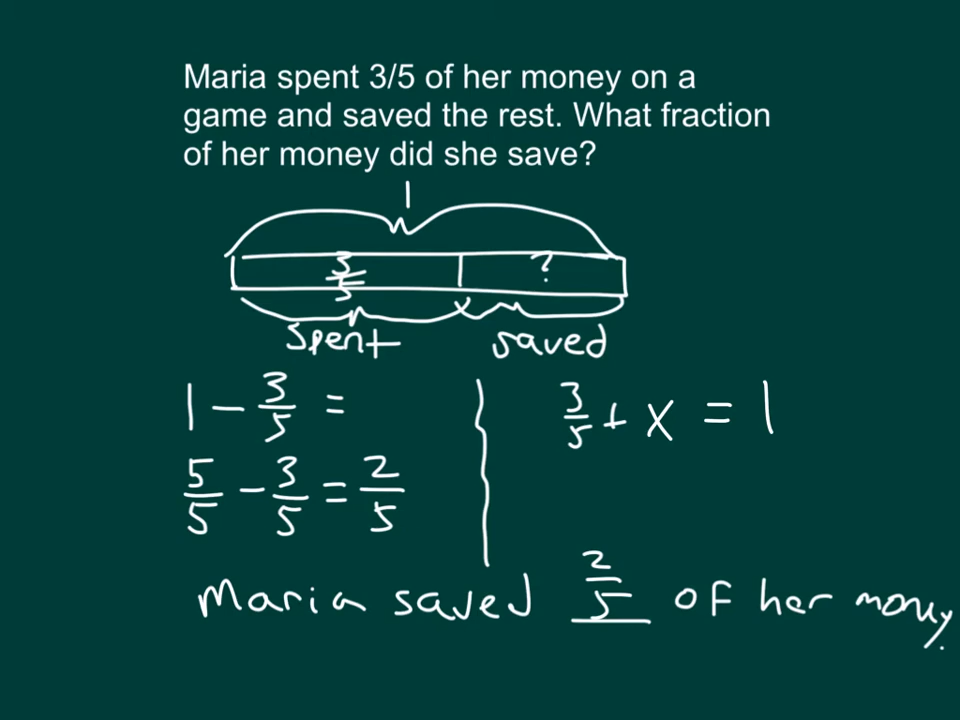 Maria spent 3/5 of her money on a
game and saved the rest. What fraction
of her money did she save?
1
3/5 ?
spent saved
1 - 3/5 =
3/5 + x = 1
5/5 - 3/5 = 2/5
Maria saved 2/5 of her money.